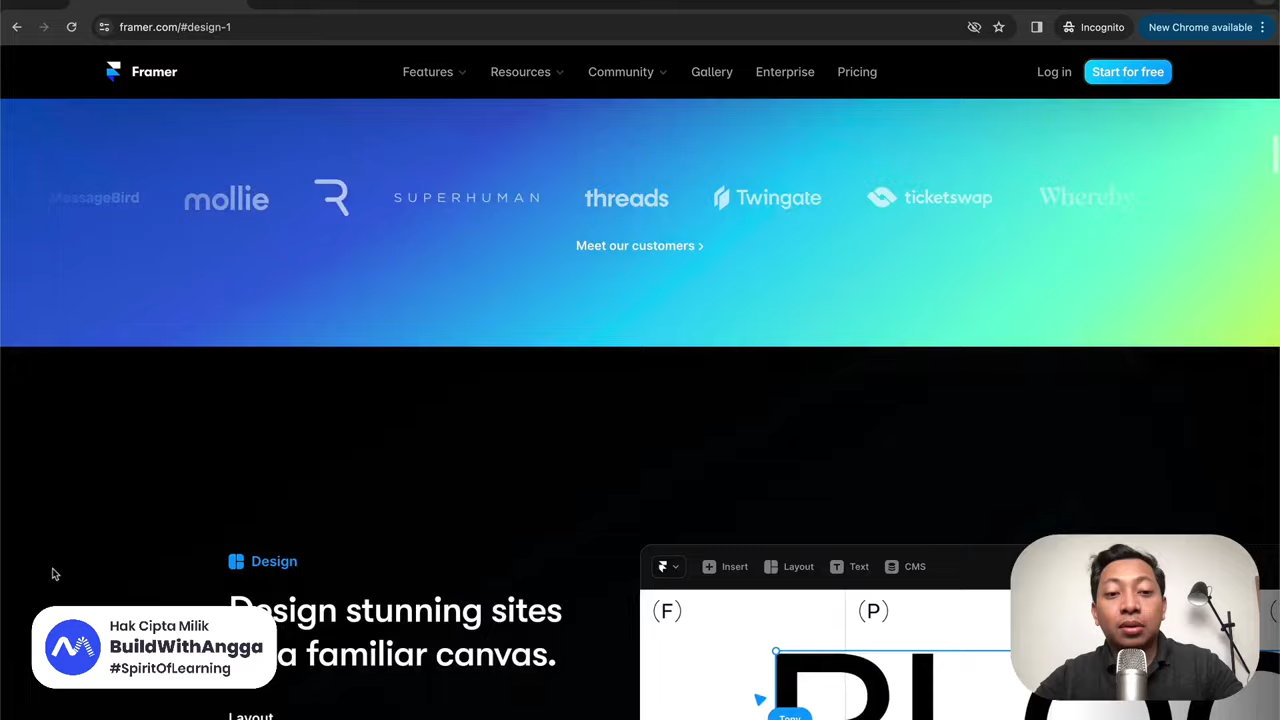 framer.com/#design-1
Incognito
New Chrome available
Framer
Features
Resources
Community
Gallery
Enterprise
Pricing
Log in
Start for free
MessageBird
mollie
R
SUPERHUMAN
threads
Twingate
ticketswap
Whereby
Meet our customers
Design
Insert
Layout
Text
CMS
(F)
(P)
Design stunning sites
a familiar canvas.
Layout
Tony
Hak Cipta Milik
BuildWithAngga
#SpiritOfLearning